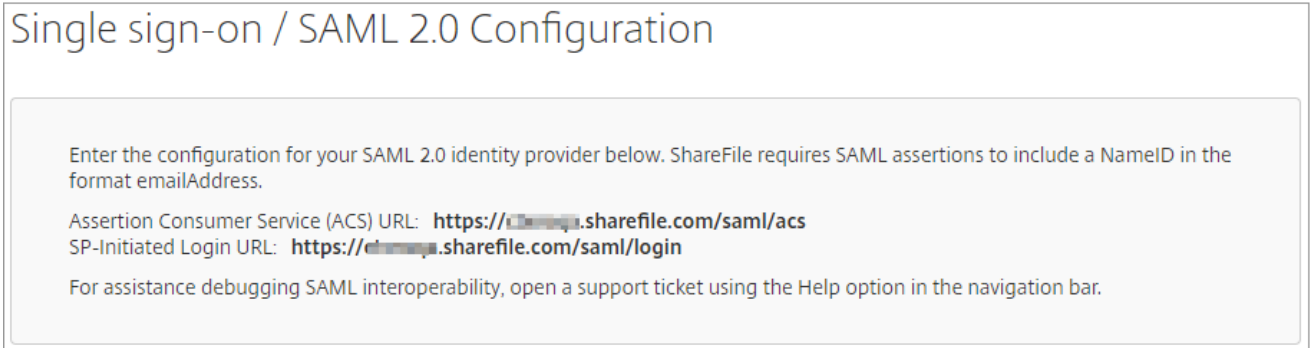 Single sign-on / SAML 2.0 Configuration
Enter the configuration for your SAML 2.0 identity provider below. ShareFile requires SAML assertions to include a NameID in the
format emailAddress.
Assertion Consumer Service (ACS) URL: https://.sharefile.com/saml/acs
SP-Initiated Login URL: https://.sharefile.com/saml/login
For assistance debugging SAML interoperability, open a support ticket using the Help option in the navigation bar.